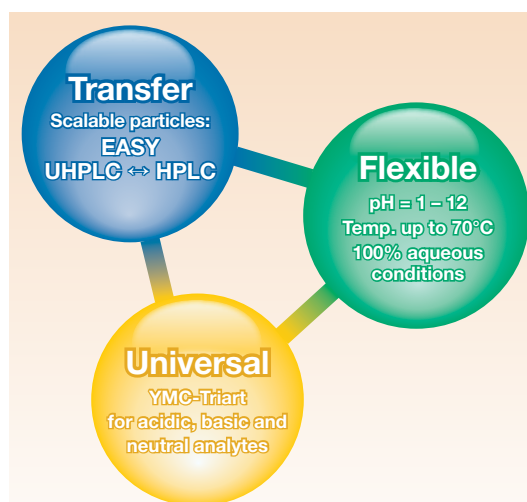 Transfer
Scalable particles:
EASY
UHPLC ↔ HPLC
Flexible
pH = 1 – 12
Temp. up to 70°C
100% aqueous
conditions
Universal
YMC-Triart
for acidic, basic and
neutral analytes